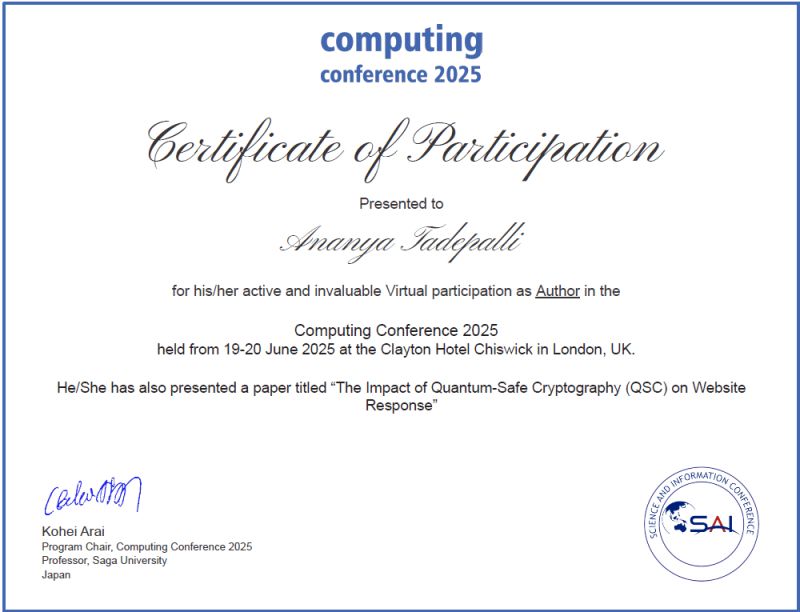 computing
conference 2025
Certificate of Participation
Presented to
Ananya Tadepalli
for his/her active and invaluable Virtual participation as Author in the
Computing Conference 2025
held from 19-20 June 2025 at the Clayton Hotel Chiswick in London, UK.
He/She has also presented a paper titled “The Impact of Quantum-Safe Cryptography (QSC) on Website
Response”
Kohei Arai
Program Chair, Computing Conference 2025
Professor, Saga University
Japan
SCIENCE AND INFORMATION CONFERENCE
SAI